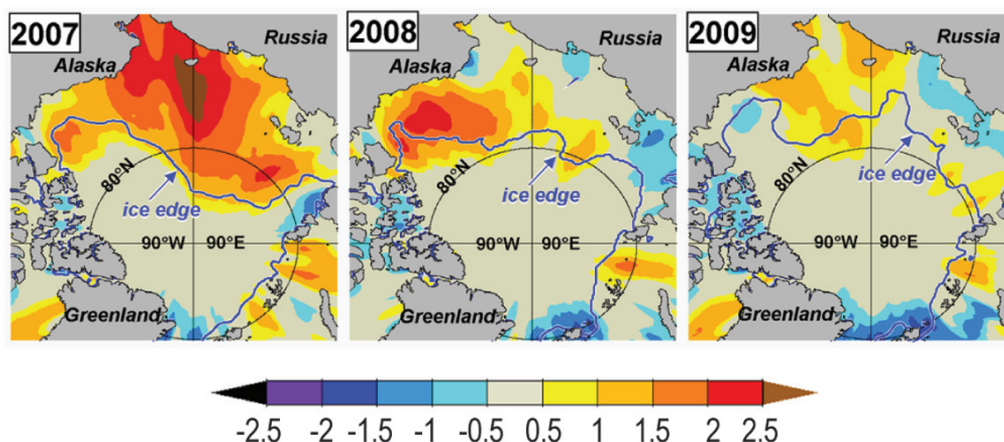 2007
Russia
Alaska
80°N
ice edge
90°W 90°E
Greenland
2008
Russia
Alaska
80°N
ice edge
90°W 90°E
Greenland
2009
Russia
Alaska
80°N
ice edge
90°W 90°E
Greenland
-2.5 -2 -1.5 -1 -0.5 0.5 1 1.5 2 2.5